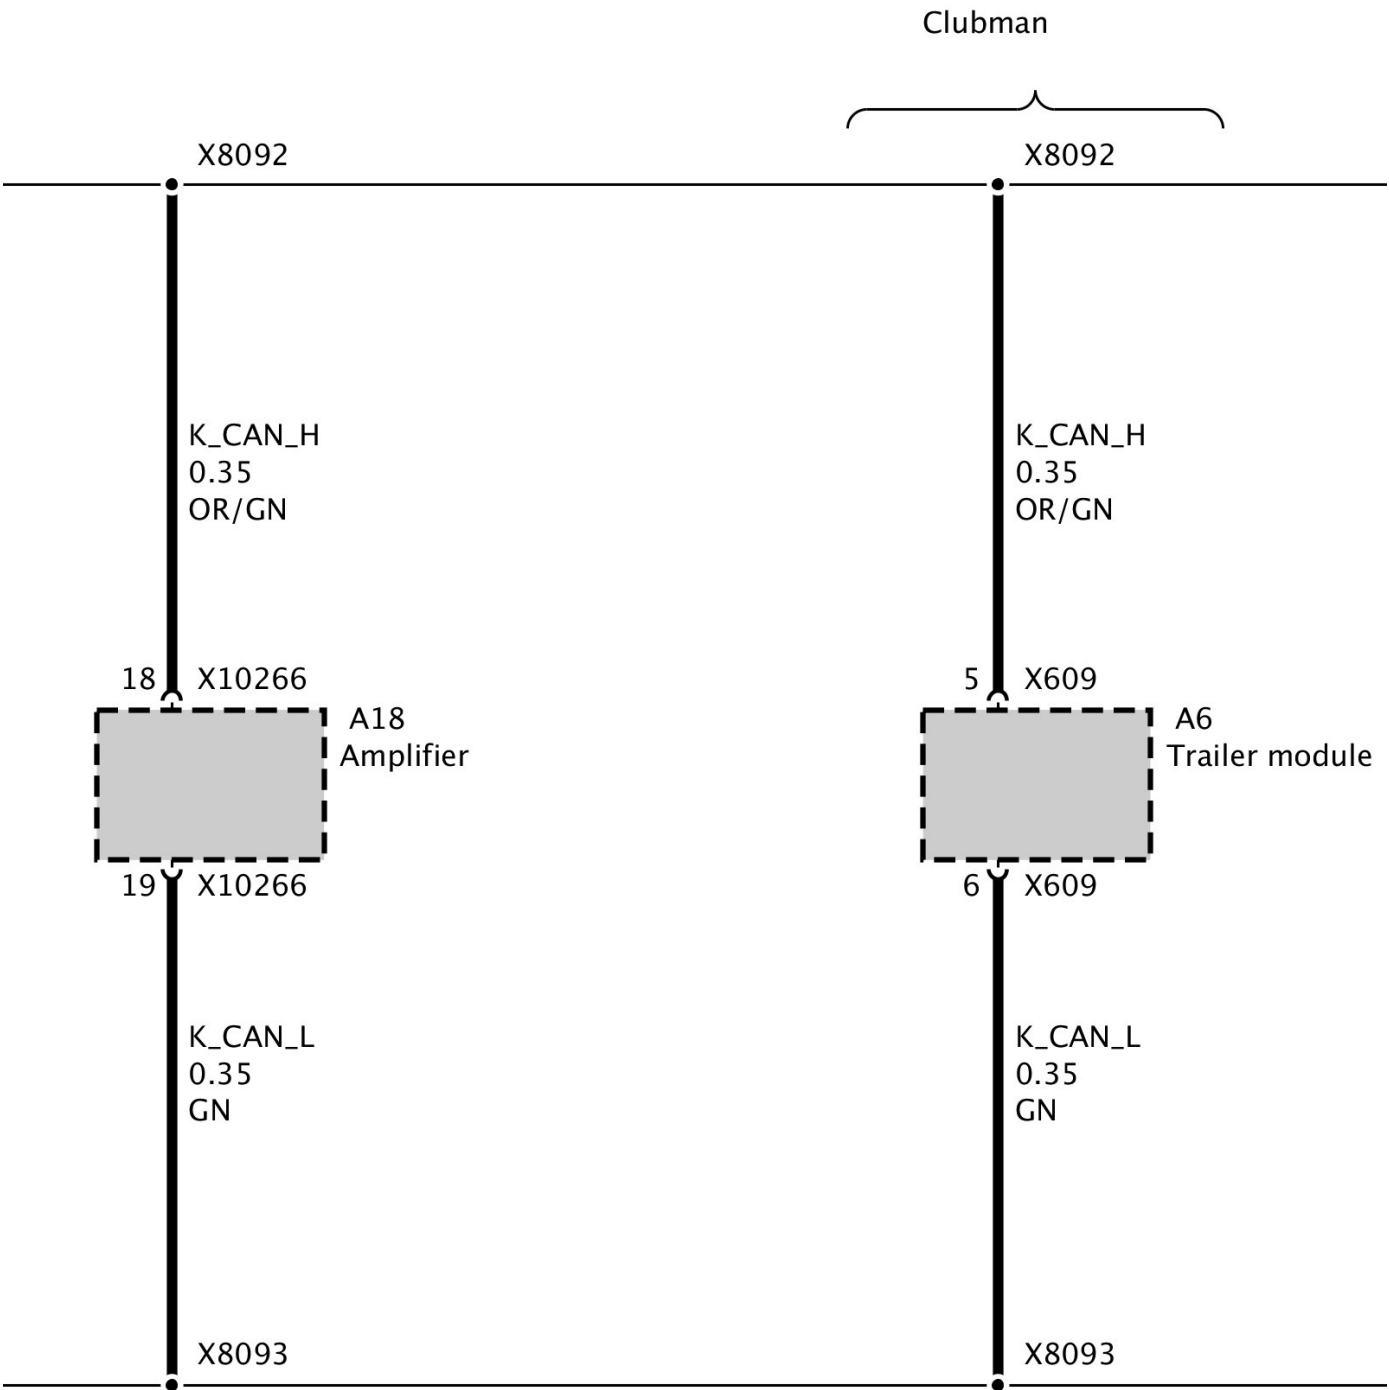 Clubman
X8092
X8092
K_CAN_H
0.35
OR/GN
K_CAN_H
0.35
OR/GN
18 X10266
5 X609
A18
Amplifier
A6
Trailer module
19 X10266
6 X609
K_CAN_L
0.35
GN
K_CAN_L
0.35
GN
X8093
X8093